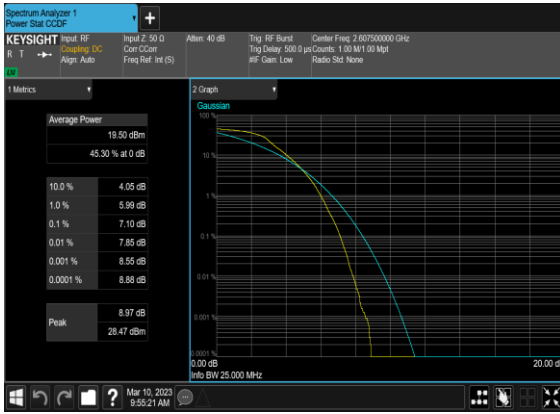 Spectrum Analyzer 1
Power Stat CCDF
KEYSIGHT
R T
LW
Input: RF
Coupling: DC
Align: Auto
Input Z: 50 Ω
Corr CCorr
Freq Ref: Int (S)
Atten: 40 dB
Trig: RF Burst
Trig Delay: 500.0 µs
#IF Gain: Low
Center Freq: 2.607500000 GHz
Counts: 1.00 M/1.00 Mpt
Radio Std: None
1 Metrics
Average Power
19.50 dBm
45.30 % at 0 dB
10.0 % 4.05 dB
1.0 % 5.99 dB
0.1 % 7.10 dB
0.01 % 7.85 dB
0.001 % 8.55 dB
0.0001 % 8.88 dB
Peak
8.97 dB
28.47 dBm
2 Graph
Gaussian
100 %
10 %
1 %
0.1 %
0.01 %
0.001 %
0.0001 %
0.00 dB
20.00 d
Info BW 25.000 MHz
?
Mar 10, 2023
9:55:21 AM